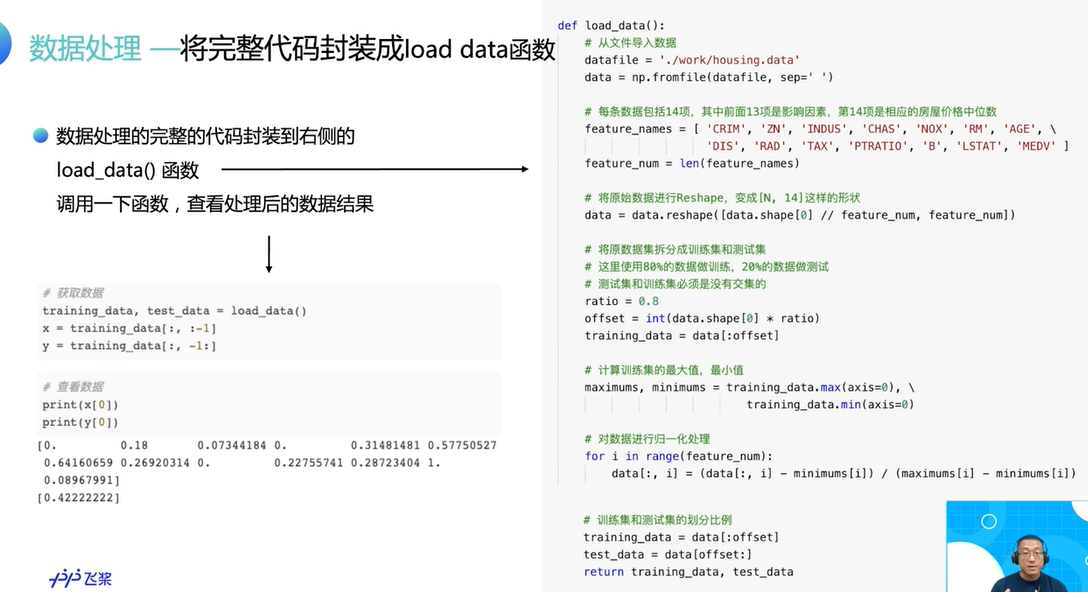 数据处理 —将完整代码封装成load data函数
数据处理的完整的代码封装到右侧的
load_data() 函数
调用一下函数，查看处理后的数据结果
# 获取数据
training_data, test_data = load_data()
x = training_data[:, :-1]
y = training_data[:, -1:]
# 查看数据
print(x[0])
print(y[0])
[0. 0.18 0.07344184 0. 0.31481481 0.57750527
0.64160659 0.26920314 0. 0.22755741 0.28723404 1.
0.08967991]
[0.42222222]
飞桨
def load_data():
# 从文件导入数据
datafile = './work/housing.data'
data = np.fromfile(datafile, sep=' ')
# 每条数据包括14项，其中前面13项是影响因素，第14项是相应的房屋价格中位数
feature_names = [ 'CRIM', 'ZN', 'INDUS', 'CHAS', 'NOX', 'RM', 'AGE', \
'DIS', 'RAD', 'TAX', 'PTRATIO', 'B', 'LSTAT', 'MEDV' ]
feature_num = len(feature_names)
# 将原始数据进行Reshape，变成[N, 14]这样的形状
data = data.reshape([data.shape[0] // feature_num, feature_num])
# 将原数据集拆分成训练集和测试集
# 这里使用80%的数据做训练，20%的数据做测试
# 测试集和训练集必须是没有交集的
ratio = 0.8
offset = int(data.shape[0] * ratio)
training_data = data[:offset]
# 计算训练集的最大值，最小值
maximums, minimums = training_data.max(axis=0), \
training_data.min(axis=0)
# 对数据进行归一化处理
for i in range(feature_num):
data[:, i] = (data[:, i] - minimums[i]) / (maximums[i] - minimums[i])
# 训练集和测试集的划分比例
training_data = data[:offset]
test_data = data[offset:]
return training_data, test_data